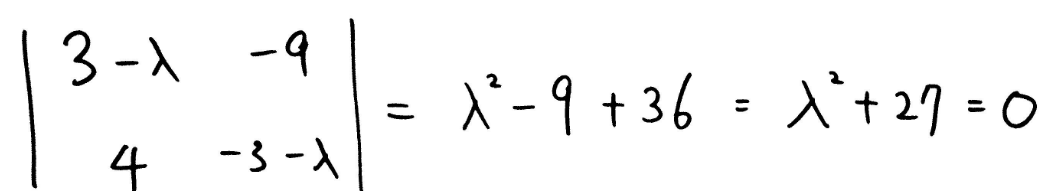 | 3 - λ   -9 |
| 4   -3 - λ | = λ² - 9 + 36 = λ² + 27 = 0